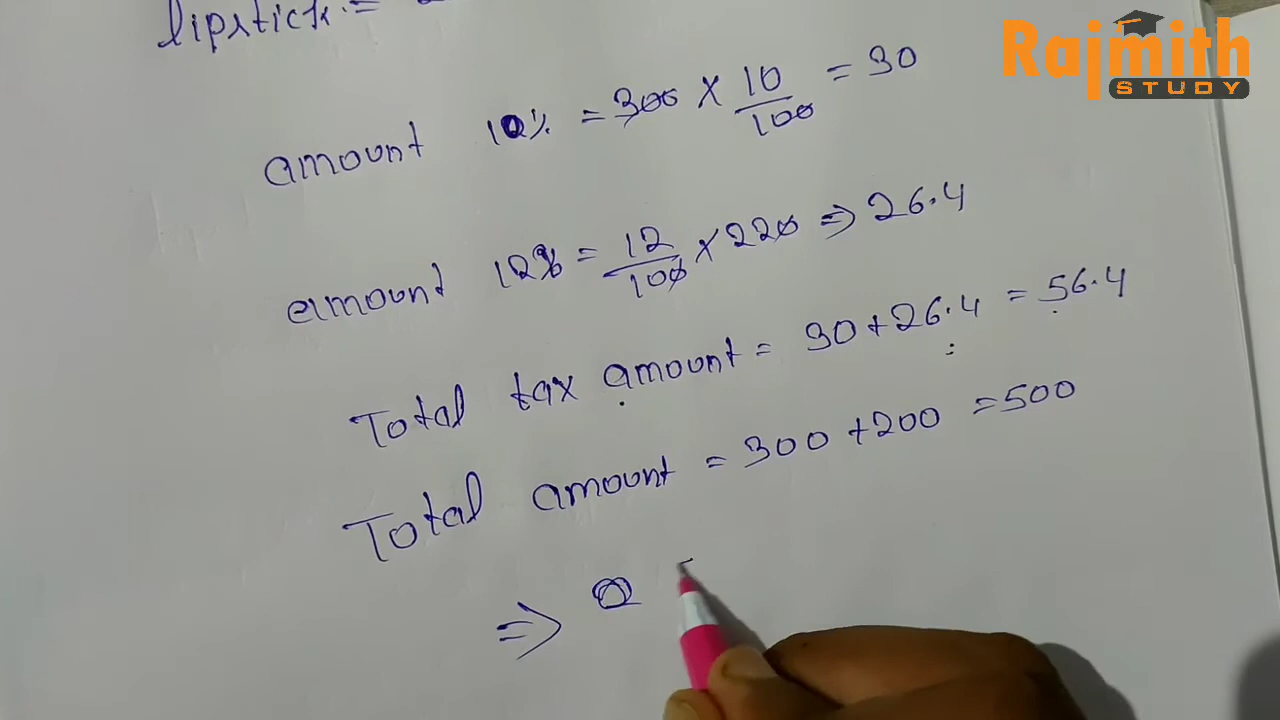 Rajmith
STUDY
lipstick :=
amount 10% = 300 × 10/100 = 30
amount 12% = 12/100 × 220 ⇒ 26.4
Total tax amount = 30 + 26.4 = 56.4
Total amount = 300 + 200 = 500
⇒